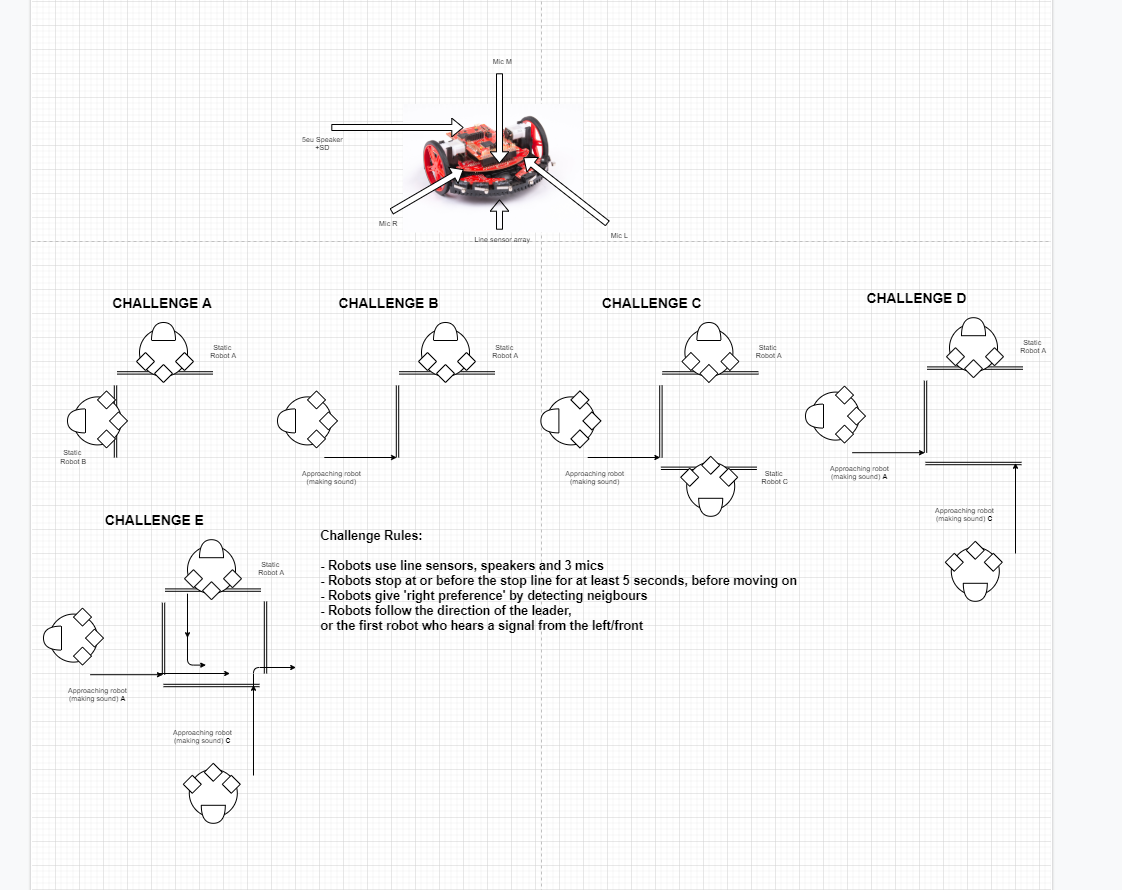 Mic M
5eu Speaker
+SD
Mic R
Mic L
Line sensor array
CHALLENGE A
Static
Robot A
Static
Robot B
CHALLENGE B
Static
Robot A
Approaching robot
(making sound)
CHALLENGE C
Static
Robot A
Approaching robot
(making sound)
Static
Robot C
CHALLENGE D
Static
Robot A
Approaching robot
(making sound) A
Approaching robot
(making sound) C
CHALLENGE E
Static
Robot A
Approaching robot
(making sound) A
Approaching robot
(making sound) C
Challenge Rules:
- Robots use line sensors, speakers and 3 mics
- Robots stop at or before the stop line for at least 5 seconds, before moving on
- Robots give 'right preference' by detecting neigbours
- Robots follow the direction of the leader,
or the first robot who hears a signal from the left/front